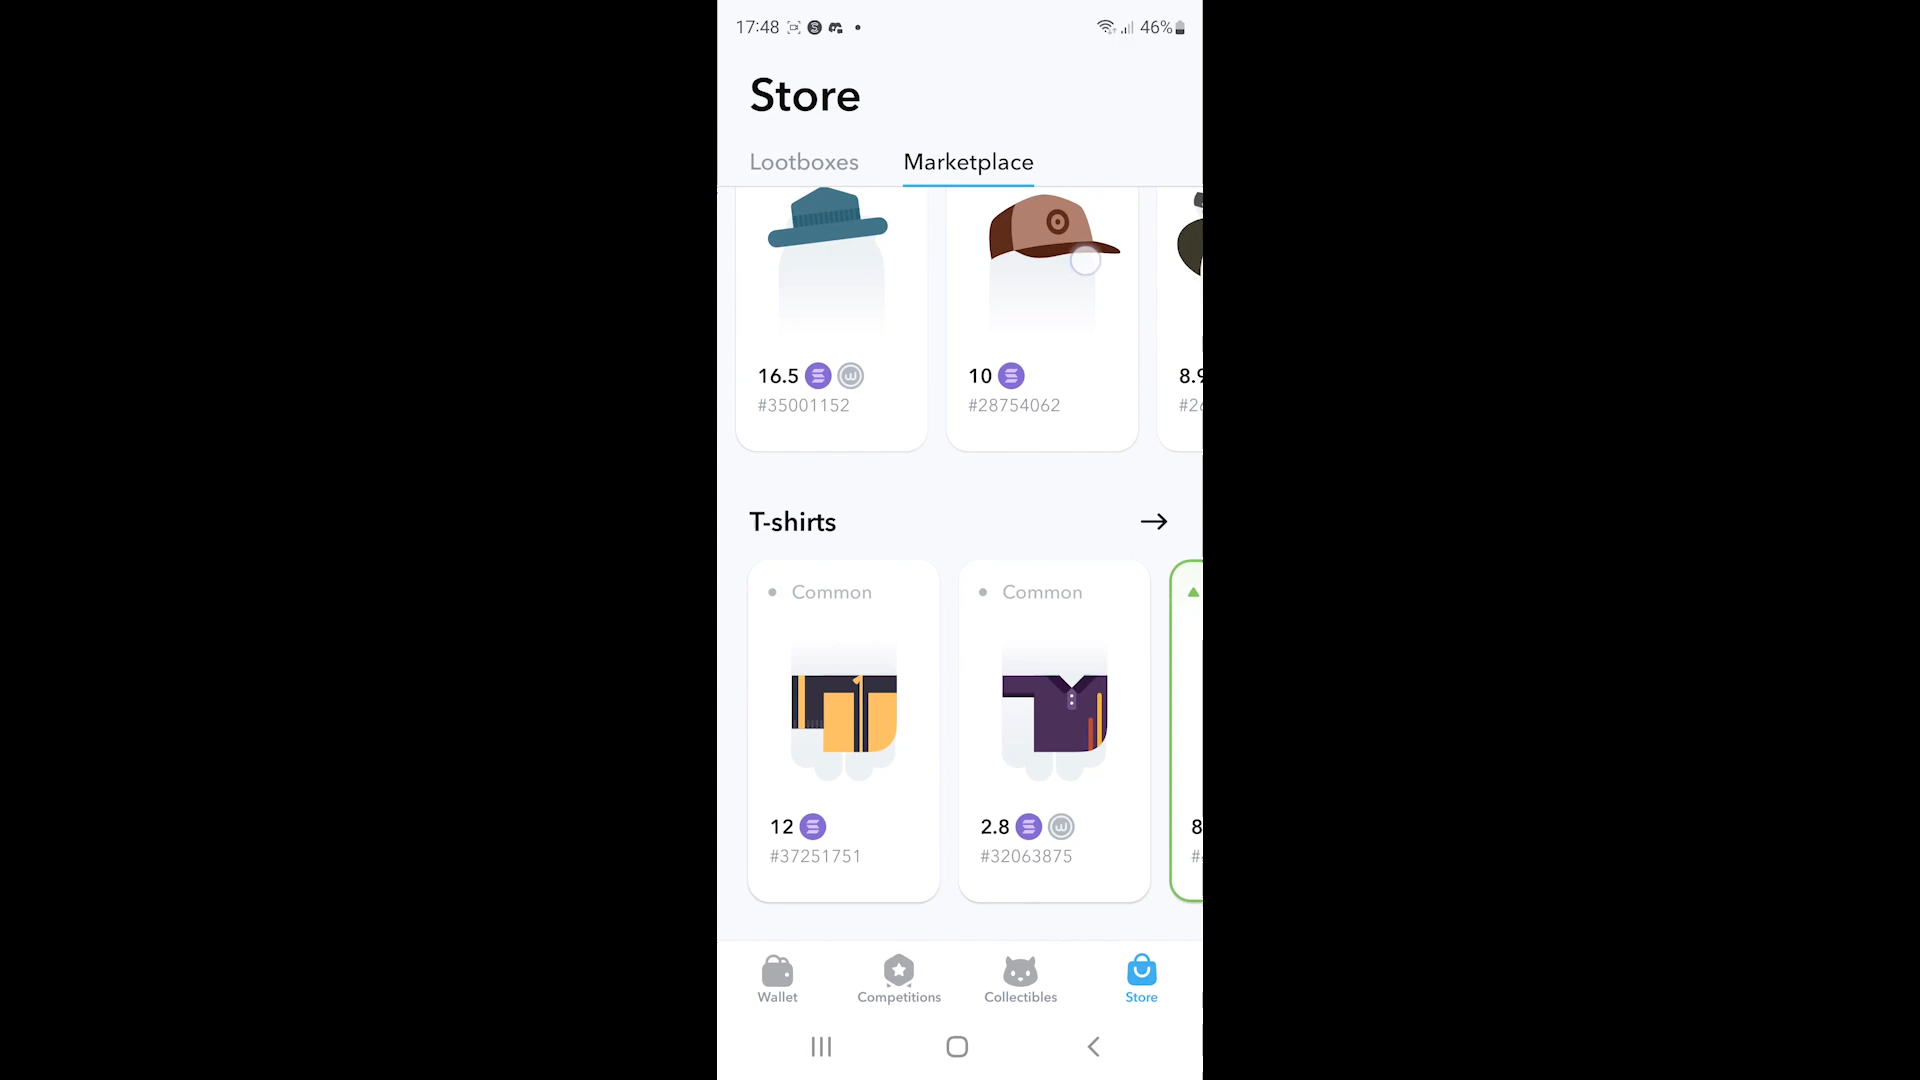 17:48 46%
Store
Lootboxes Marketplace
16.5 10 8.9
#35001152 #28754062 #26
T-shirts
Common Common
12 2.8 8
#37251751 #32063875 #
Wallet Competitions Collectibles Store